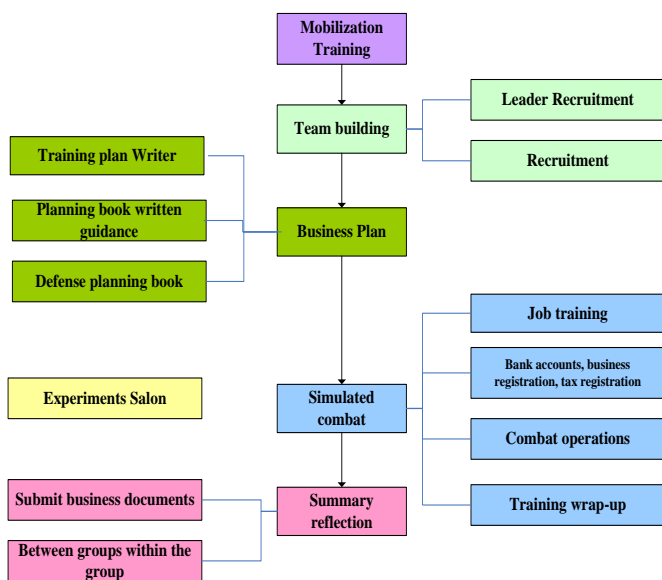 Mobilization
Training
Team building
Leader Recruitment
Recruitment
Training plan Writer
Planning book written
guidance
Defense planning book
Business Plan
Job training
Bank accounts, business
registration, tax registration
Combat operations
Training wrap-up
Experiments Salon
Simulated
combat
Submit business documents
Between groups within the
group
Summary
reflection